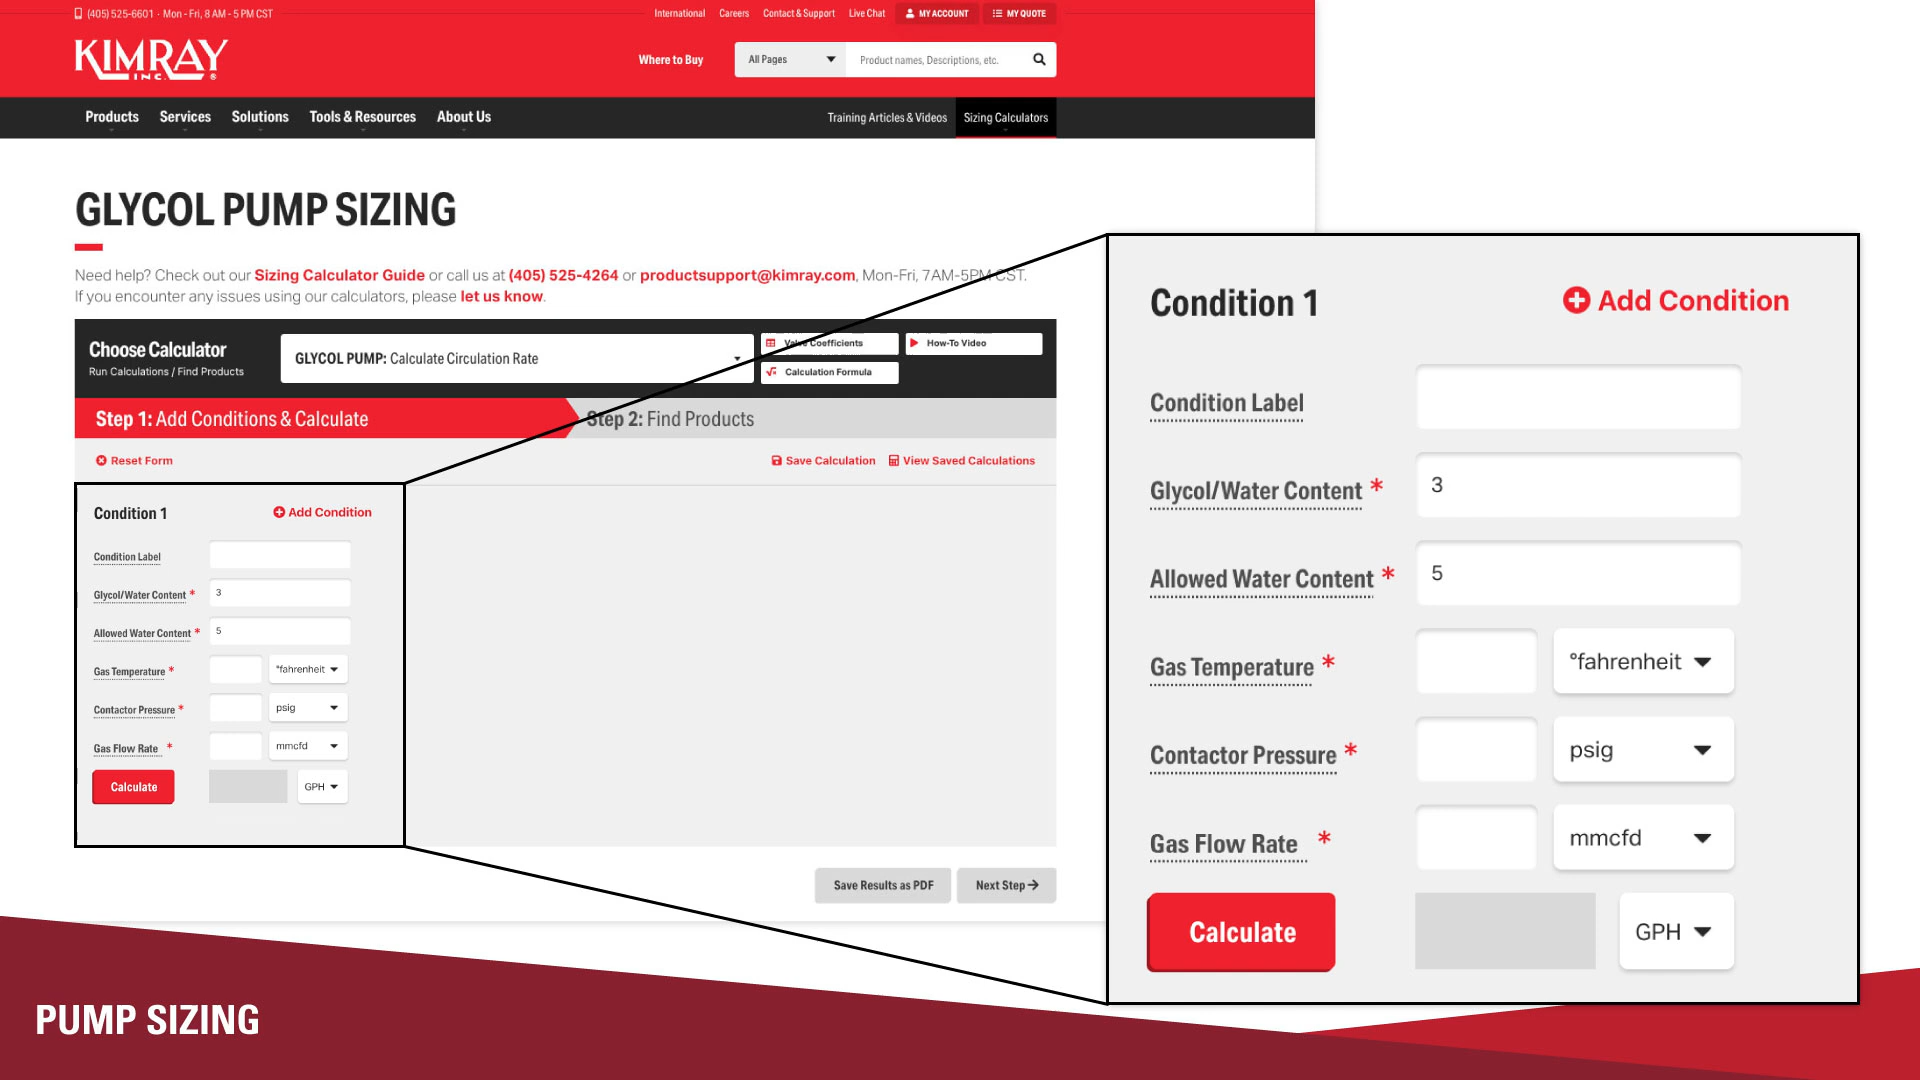 (405) 525-6601 · Mon - Fri, 8 AM - 5 PM CST
International Careers Contact & Support Live Chat MY ACCOUNT MY QUOTE
KIMRAY
INC. ®
Where to Buy All Pages Product names, Descriptions, etc.
Products Services Solutions Tools & Resources About Us Training Articles & Videos Sizing Calculators
GLYCOL PUMP SIZING
Need help? Check out our Sizing Calculator Guide or call us at (405) 525-4264 or productsupport@kimray.com, Mon-Fri, 7AM-5PM CST.
If you encounter any issues using our calculators, please let us know.
Choose Calculator
Run Calculations / Find Products
GLYCOL PUMP: Calculate Circulation Rate
Valve Coefficients
How-To Video
Calculation Formula
Step 1: Add Conditions & Calculate
Step 2: Find Products
Reset Form
Save Calculation View Saved Calculations
Condition 1 Add Condition
Condition Label
Glycol/Water Content * 3
Allowed Water Content * 5
Gas Temperature * °fahrenheit
Contactor Pressure * psig
Gas Flow Rate * mmcfd
Calculate GPH
Save Results as PDF Next Step
Condition 1 Add Condition
Condition Label
Glycol/Water Content * 3
Allowed Water Content * 5
Gas Temperature * °fahrenheit
Contactor Pressure * psig
Gas Flow Rate * mmcfd
Calculate GPH
PUMP SIZING